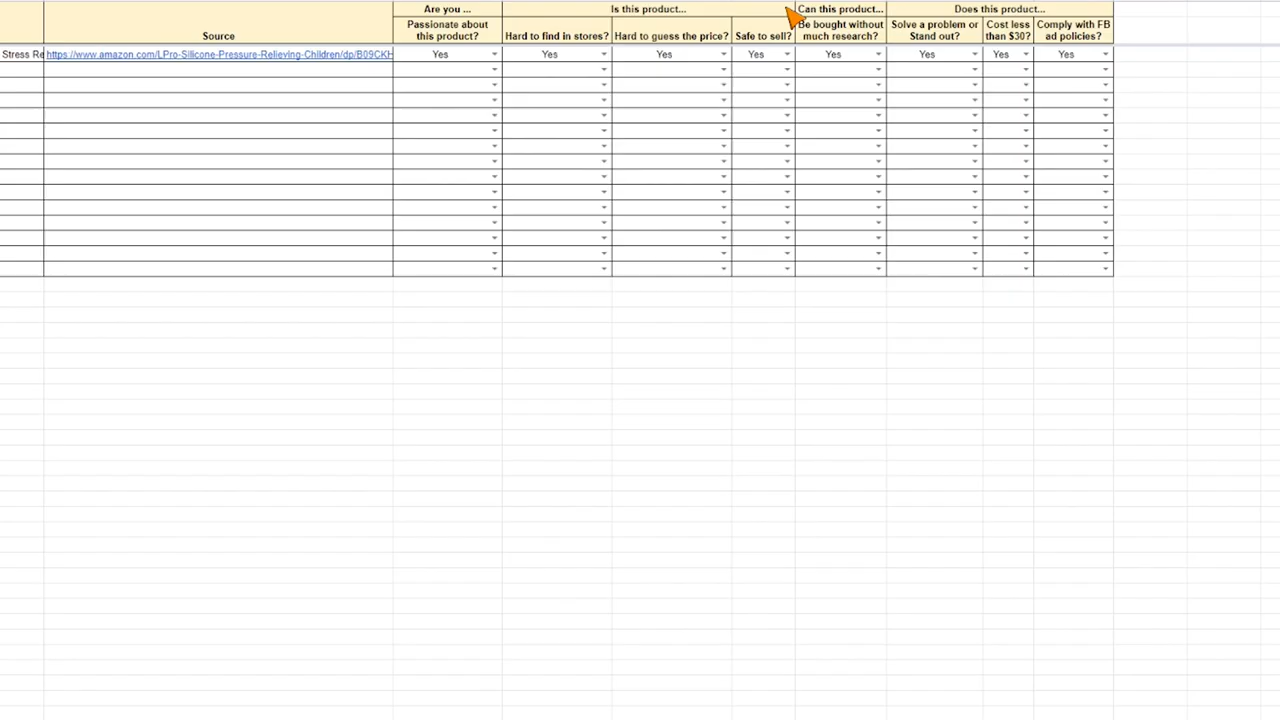 Are you ...
Is this product...
Can this product...
Does this product...
Source
Passionate about
this product?
Hard to find in stores?
Hard to guess the price?
Safe to sell?
Be bought without
much research?
Solve a problem or
Stand out?
Cost less
than $30?
Comply with FB
ad policies?
Stress Re https://www.amazon.com/LPro-Silicone-Pressure-Relieving-Children/dp/B09CKH Yes Yes Yes Yes Yes Yes Yes Yes